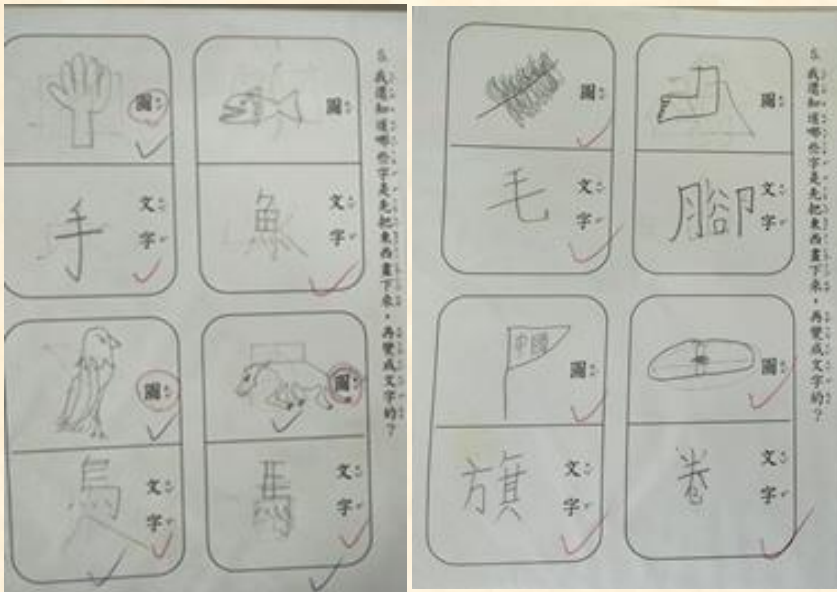 5. 我還知道哪些字是先把東西畫下來，再變成文字的？
圖
文字
魚
圖
文字
手
圖
文字
馬
圖
文字
鳥
5. 我還知道哪些字是先把東西畫下來，再變成文字的？
圖
文字
腳
圖
文字
毛
圖
文字
卷
中國
圖
文字
旗